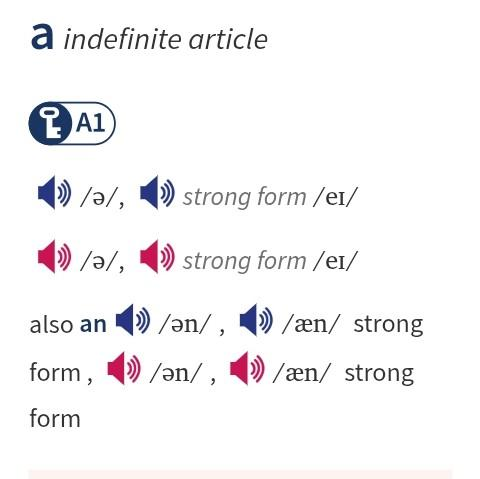 a indefinite article
A1
/ə/, strong form /eɪ/
/ə/, strong form /eɪ/
also an /ən/ , /æn/ strong
form , /ən/ , /æn/ strong
form